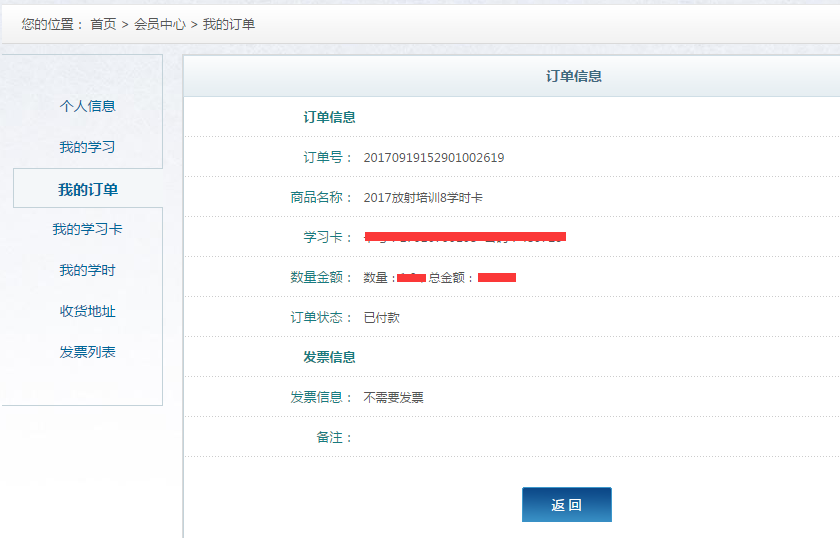 您的位置： 首页 > 会员中心 > 我的订单
个人信息
我的学习
我的订单
我的学习卡
我的学时
收货地址
发票列表
订单信息
订单信息
订单号： 20170919152901002619
商品名称： 2017放射培训8学时卡
学习卡：
数量金额： 数量： 总金额：
订单状态： 已付款
发票信息
发票信息： 不需要发票
备注：
返 回